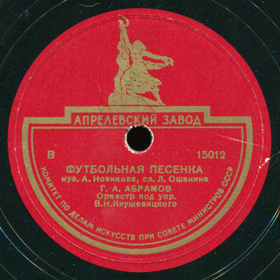 АПРЕЛЕВСКИЙ ЗАВОД
В 15012
ФУТБОЛЬНАЯ ПЕСЕНКА
муз. А. Новикова, сл. Л. Ошанина
Г. А. АБРАМОВ
Оркестр под упр.
В. Н. Кнушевицкого
КОМИТЕТ ПО ДЕЛАМ ИСКУССТВ ПРИ СОВЕТЕ МИНИСТРОВ СССР